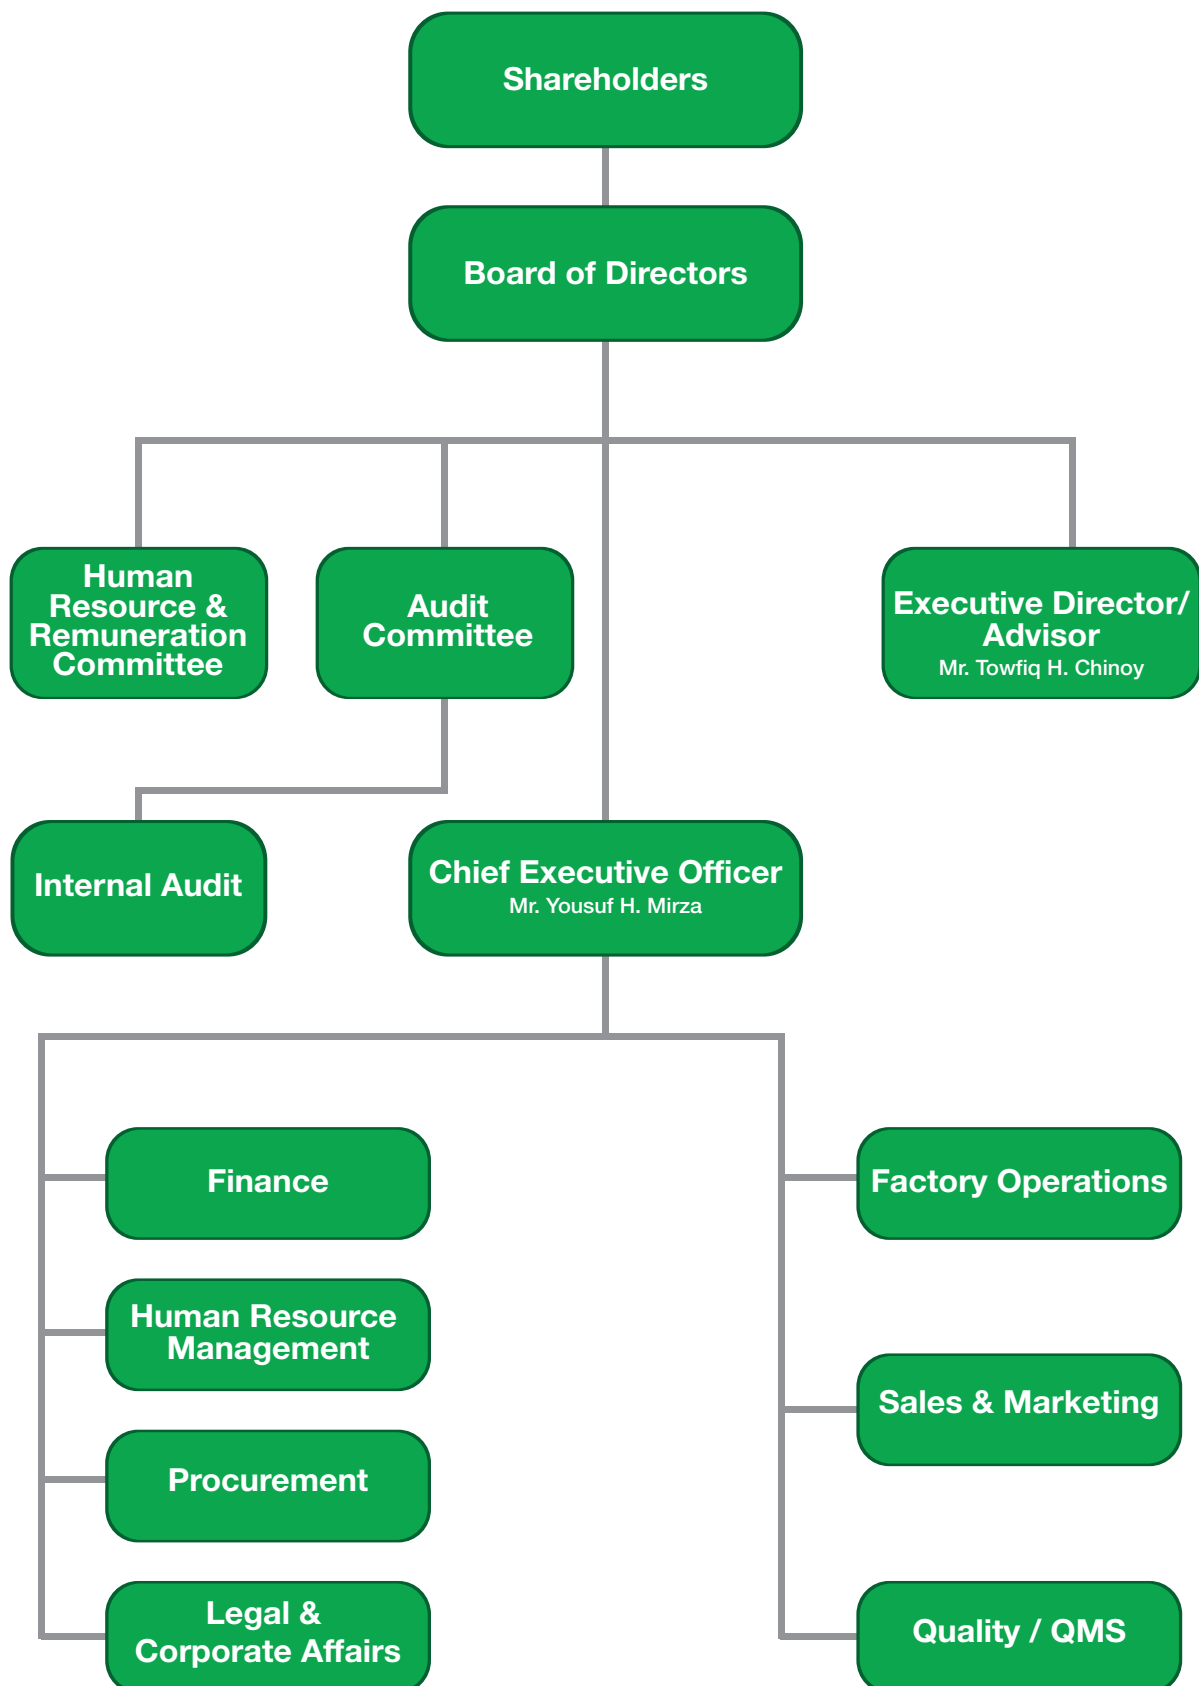 Shareholders
Board of Directors
Human
Resource &
Remuneration
Committee
Audit
Committee
Executive Director/
Advisor
Mr. Towfiq H. Chinoy
Internal Audit
Chief Executive Officer
Mr. Yousuf H. Mirza
Finance
Human Resource
Management
Procurement
Legal &
Corporate Affairs
Factory Operations
Sales & Marketing
Quality / QMS